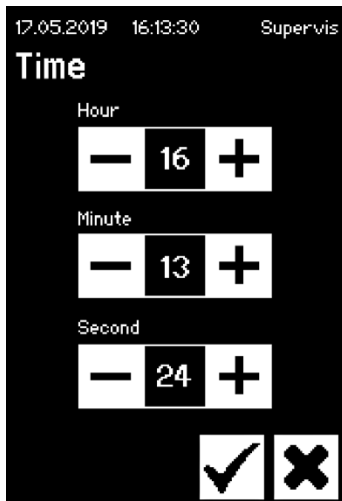 17.05.2019 16:13:30 Supervis
Time
Hour
16
Minute
13
Second
24